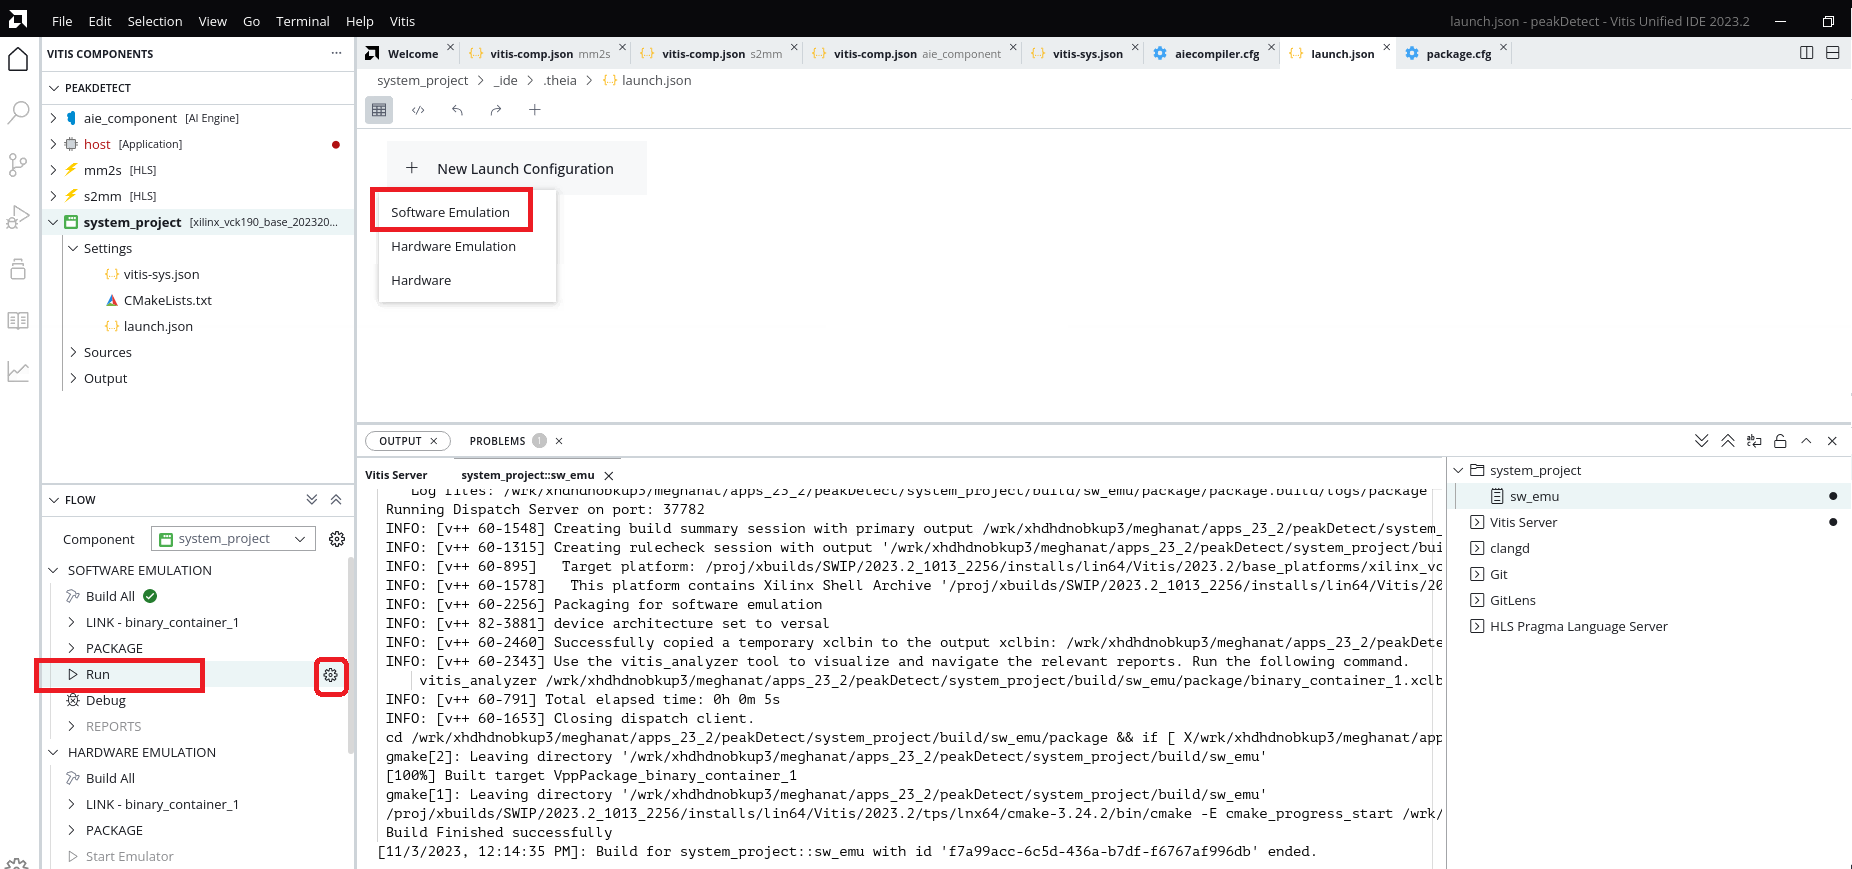 File Edit Selection View Go Terminal Help Vitis
launch.json - peakDetect - Vitis Unified IDE 2023.2
VITIS COMPONENTS
PEAKDETECT
aie_component [AI Engine]
host [Application]
mm2s [HLS]
s2mm [HLS]
system_project [xilinx_vck190_base_202320...
Settings
vitis-sys.json
CMakeLists.txt
launch.json
Sources
Output
FLOW
Component system_project
SOFTWARE EMULATION
Build All
LINK - binary_container_1
PACKAGE
Run
Debug
REPORTS
HARDWARE EMULATION
Build All
LINK - binary_container_1
PACKAGE
Start Emulator
Welcome vitis-comp.json mm2s vitis-comp.json s2mm vitis-comp.json aie_component vitis-sys.json aiecompiler.cfg launch.json package.cfg
system_project > _ide > .theia > launch.json
New Launch Configuration
Software Emulation
Hardware Emulation
Hardware
OUTPUT PROBLEMS 1
Vitis Server system_project::sw_emu
Log files: /wrk/xhdhdnobkup3/meghanat/apps_23_2/peakDetect/system_project/build/sw_emu/package/package.build/logs/package
Running Dispatch Server on port: 37782
INFO: [v++ 60-1548] Creating build summary session with primary output /wrk/xhdhdnobkup3/meghanat/apps_23_2/peakDetect/system_
INFO: [v++ 60-1315] Creating rulecheck session with output '/wrk/xhdhdnobkup3/meghanat/apps_23_2/peakDetect/system_project/bui
INFO: [v++ 60-895] Target platform: /proj/xbuilds/SWIP/2023.2_1013_2256/installs/lin64/Vitis/2023.2/base_platforms/xilinx_vc
INFO: [v++ 60-1578] This platform contains Xilinx Shell Archive '/proj/xbuilds/SWIP/2023.2_1013_2256/installs/lin64/Vitis/20
INFO: [v++ 60-2256] Packaging for software emulation
INFO: [v++ 82-3881] device architecture set to versal
INFO: [v++ 60-2460] Successfully copied a temporary xclbin to the output xclbin: /wrk/xhdhdnobkup3/meghanat/apps_23_2/peakDete
INFO: [v++ 60-2343] Use the vitis_analyzer tool to visualize and navigate the relevant reports. Run the following command.
vitis_analyzer /wrk/xhdhdnobkup3/meghanat/apps_23_2/peakDetect/system_project/build/sw_emu/package/binary_container_1.xclb
INFO: [v++ 60-791] Total elapsed time: 0h 0m 5s
INFO: [v++ 60-1653] Closing dispatch client.
cd /wrk/xhdhdnobkup3/meghanat/apps_23_2/peakDetect/system_project/build/sw_emu/package && if [ X/wrk/xhdhdnobkup3/meghanat/app
gmake[2]: Leaving directory '/wrk/xhdhdnobkup3/meghanat/apps_23_2/peakDetect/system_project/build/sw_emu'
[100%] Built target VppPackage_binary_container_1
gmake[1]: Leaving directory '/wrk/xhdhdnobkup3/meghanat/apps_23_2/peakDetect/system_project/build/sw_emu'
/proj/xbuilds/SWIP/2023.2_1013_2256/installs/lin64/Vitis/2023.2/tps/lnx64/cmake-3.24.2/bin/cmake -E cmake_progress_start /wrk/
Build Finished successfully
[11/3/2023, 12:14:35 PM]: Build for system_project::sw_emu with id 'f7a99acc-6c5d-436a-b7df-f6767af996db' ended.
system_project
sw_emu
Vitis Server
clangd
Git
GitLens
HLS Pragma Language Server